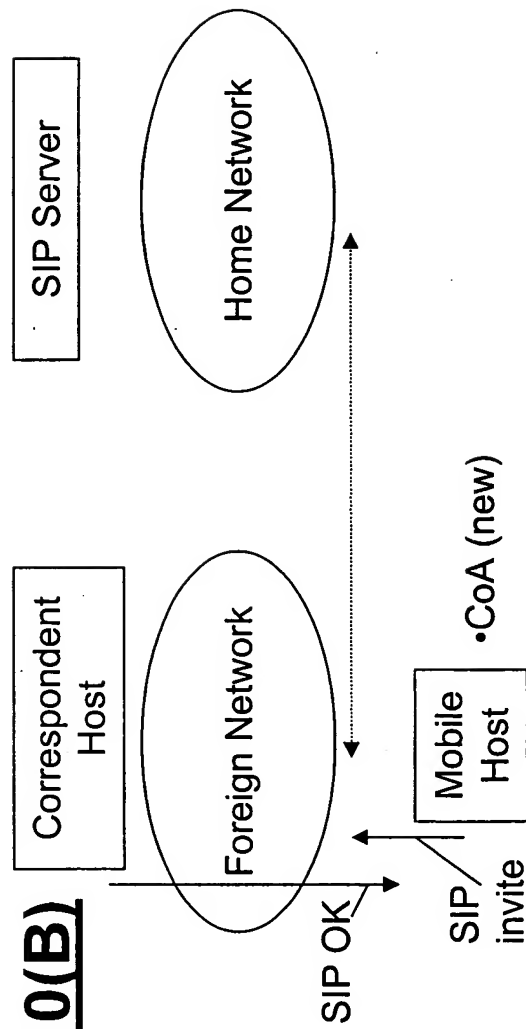 0(B)
Correspondent
Host
SIP Server
Foreign Network
Home Network
SIP OK
SIP
invite
Mobile
Host
•CoA (new)